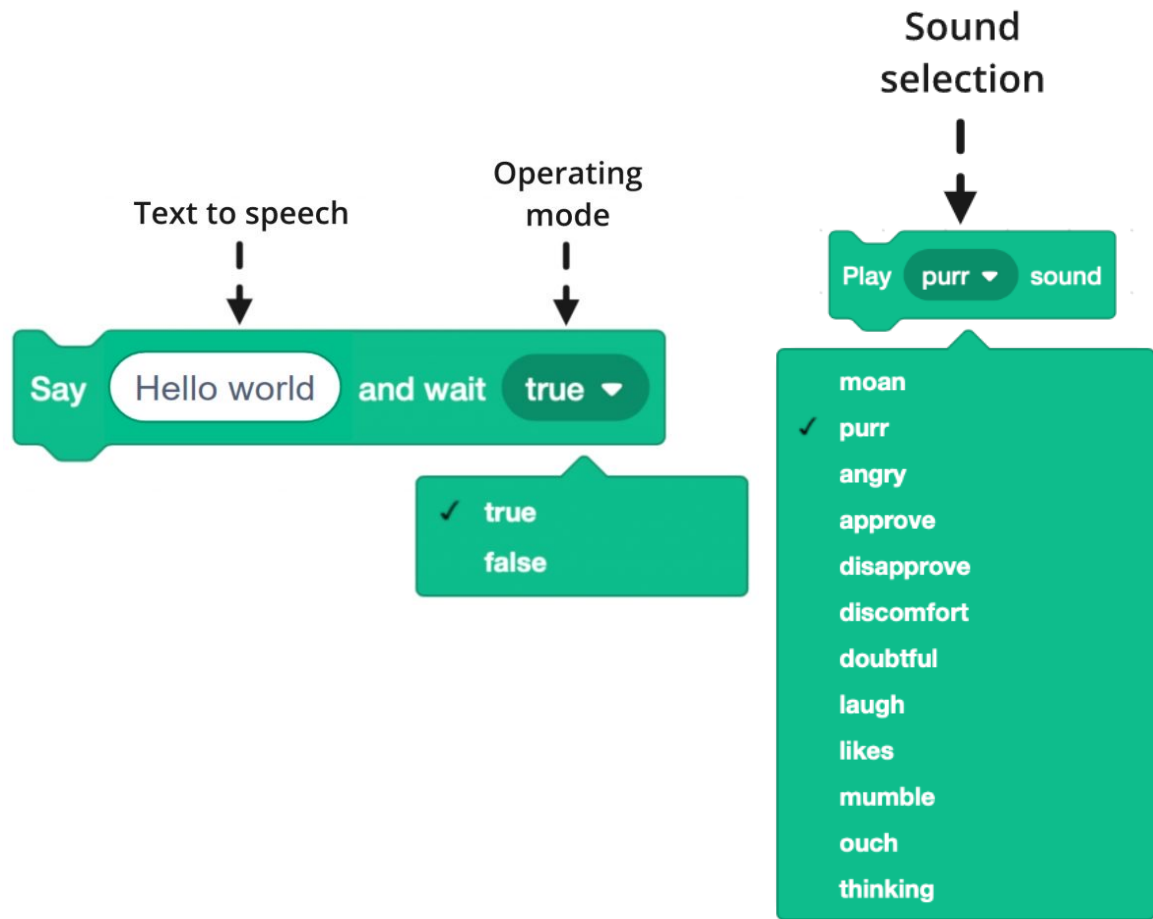 Text to speech
Operating
mode
Say Hello world and wait true
true
false
Sound
selection
Play purr sound
moan
purr
angry
approve
disapprove
discomfort
doubtful
laugh
likes
mumble
ouch
thinking